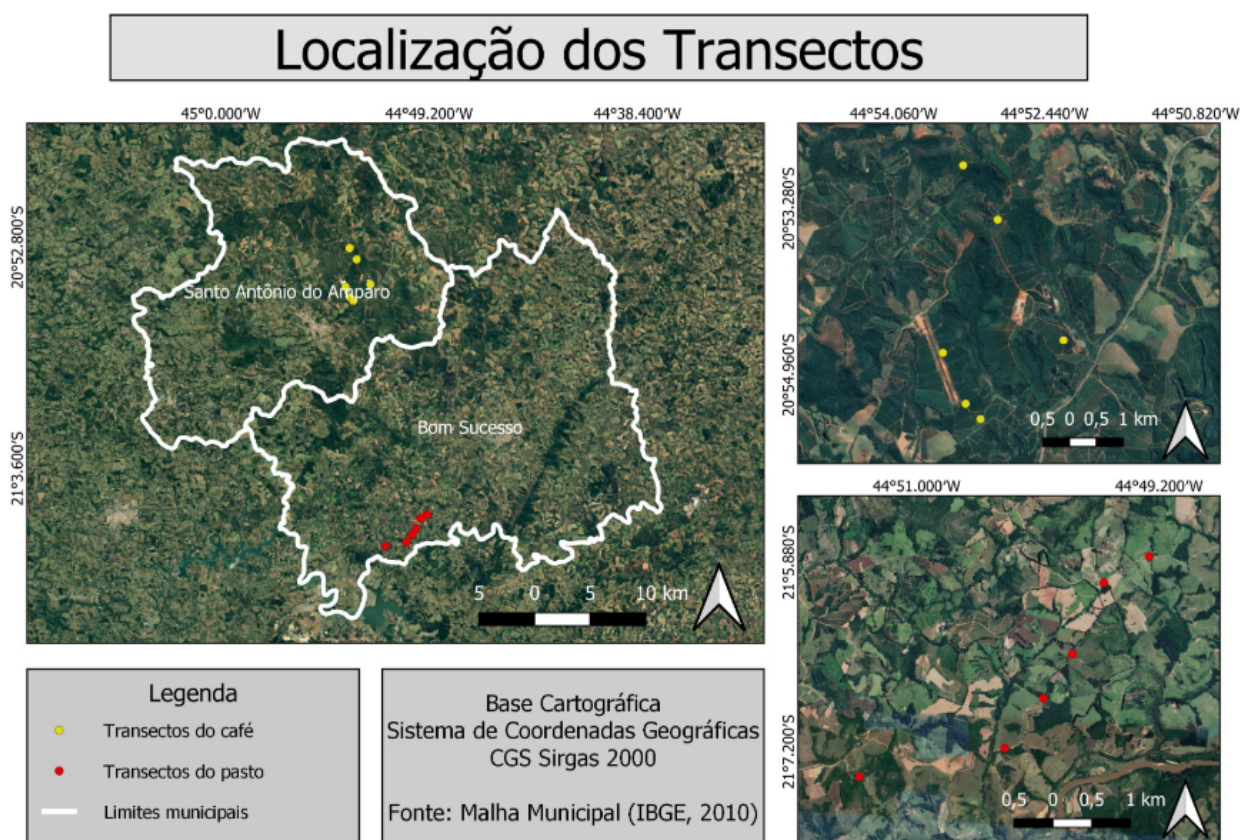 Localização dos Transectos
45°0.000'W 44°49.200'W 44°38.400'W
20°52.800'S
21°3.600'S
Santo Antônio do Amparo
Bom Sucesso
5 0 5 10 km
44°54.060'W 44°52.440'W 44°50.820'W
20°53.280'S
20°54.960'S
0,5 0 0,5 1 km
44°51.000'W 44°49.200'W
21°5.880'S
21°7.200'S
0,5 0 0,5 1 km
Legenda
Transectos do café
Transectos do pasto
Limites municipais
Base Cartográfica
Sistema de Coordenadas Geográficas
CGS Sirgas 2000
Fonte: Malha Municipal (IBGE, 2010)